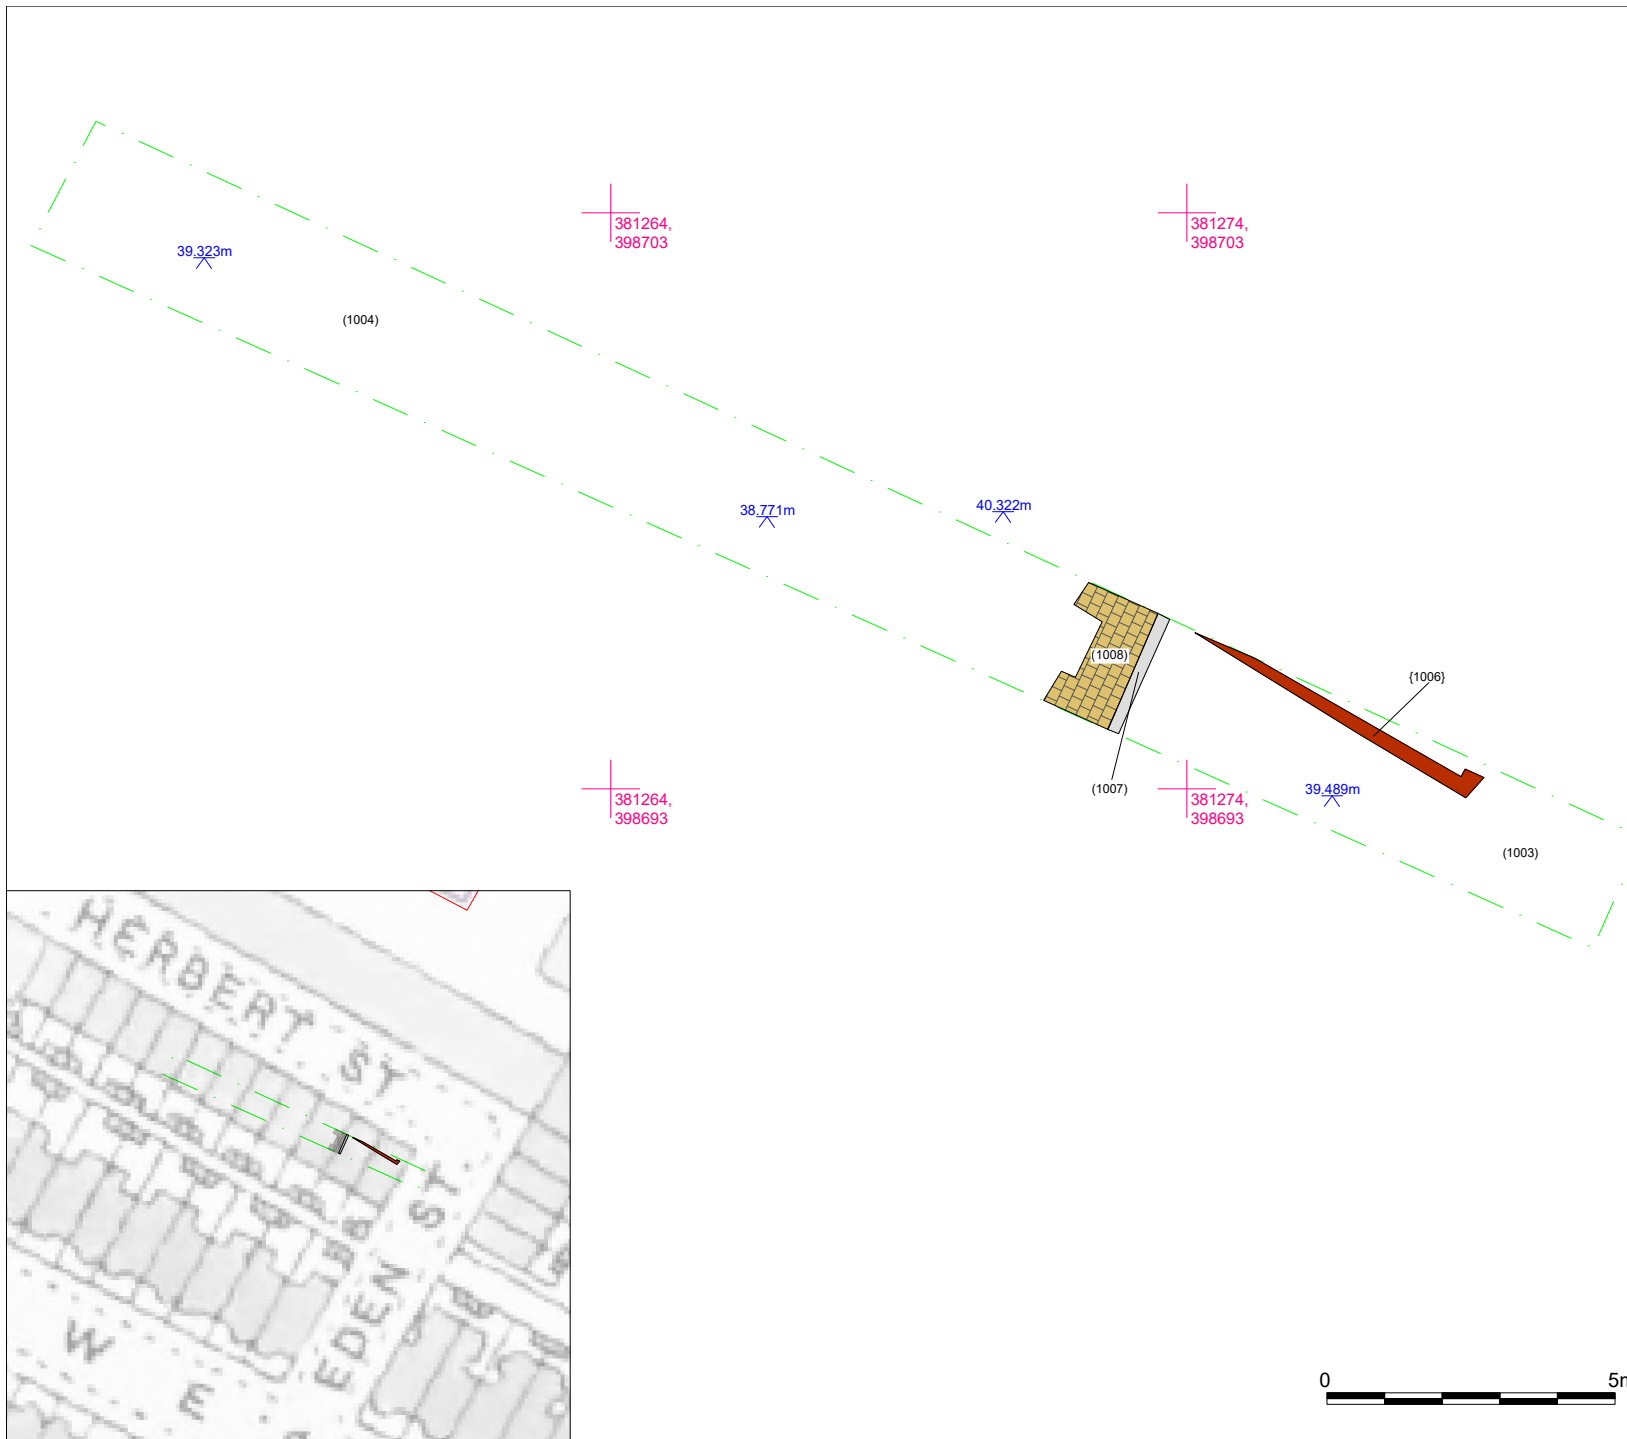 381264,
398703
381274,
398703
39.323m
(1004)
38.771m
40.322m
(1008)
{1006}
(1007)
381264,
398693
381274,
398693
39.489m
(1003)
HERBERT ST
EDEN ST
W E
0 5m